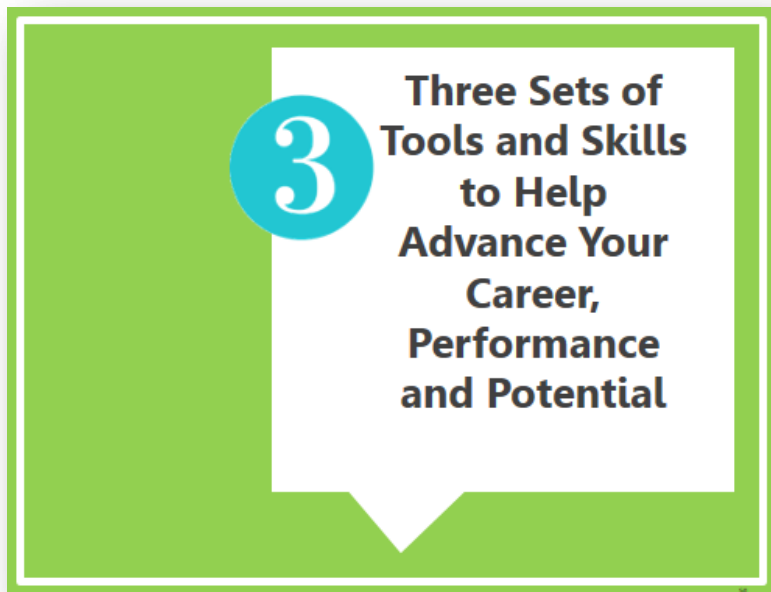 3
Three Sets of
Tools and Skills
to Help
Advance Your
Career,
Performance
and Potential